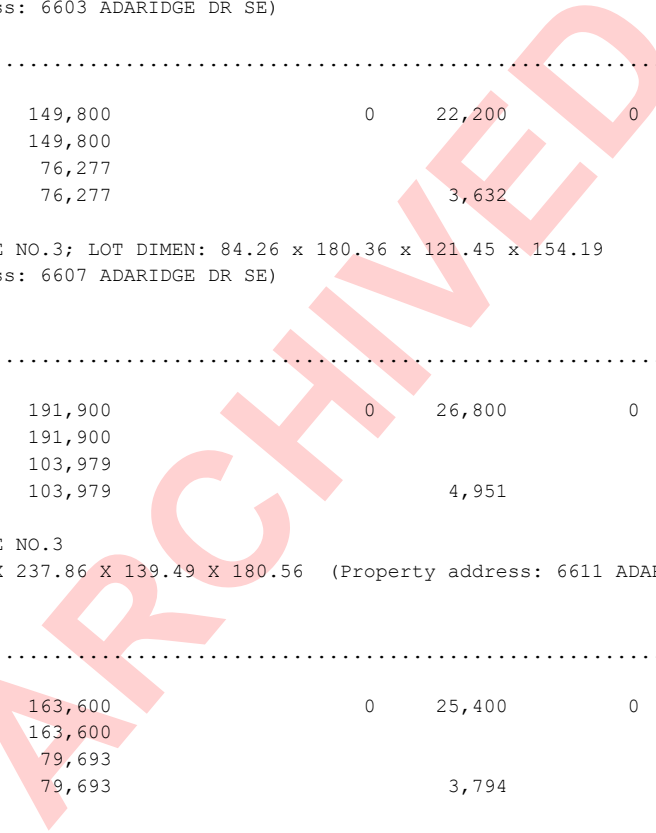 ss: 6603 ADARIDGE DR SE)
......................................................
149,800 0 22,200 0
149,800
76,277
76,277 3,632
E NO.3; LOT DIMEN: 84.26 x 180.36 x 121.45 x 154.19
ss: 6607 ADARIDGE DR SE)
......................................................
191,900 0 26,800 0
191,900
103,979
103,979 4,951
E NO.3
X 237.86 X 139.49 X 180.56 (Property address: 6611 ADAR
......................................................
163,600 0 25,400 0
163,600
79,693
79,693 3,794
ARCHIVED